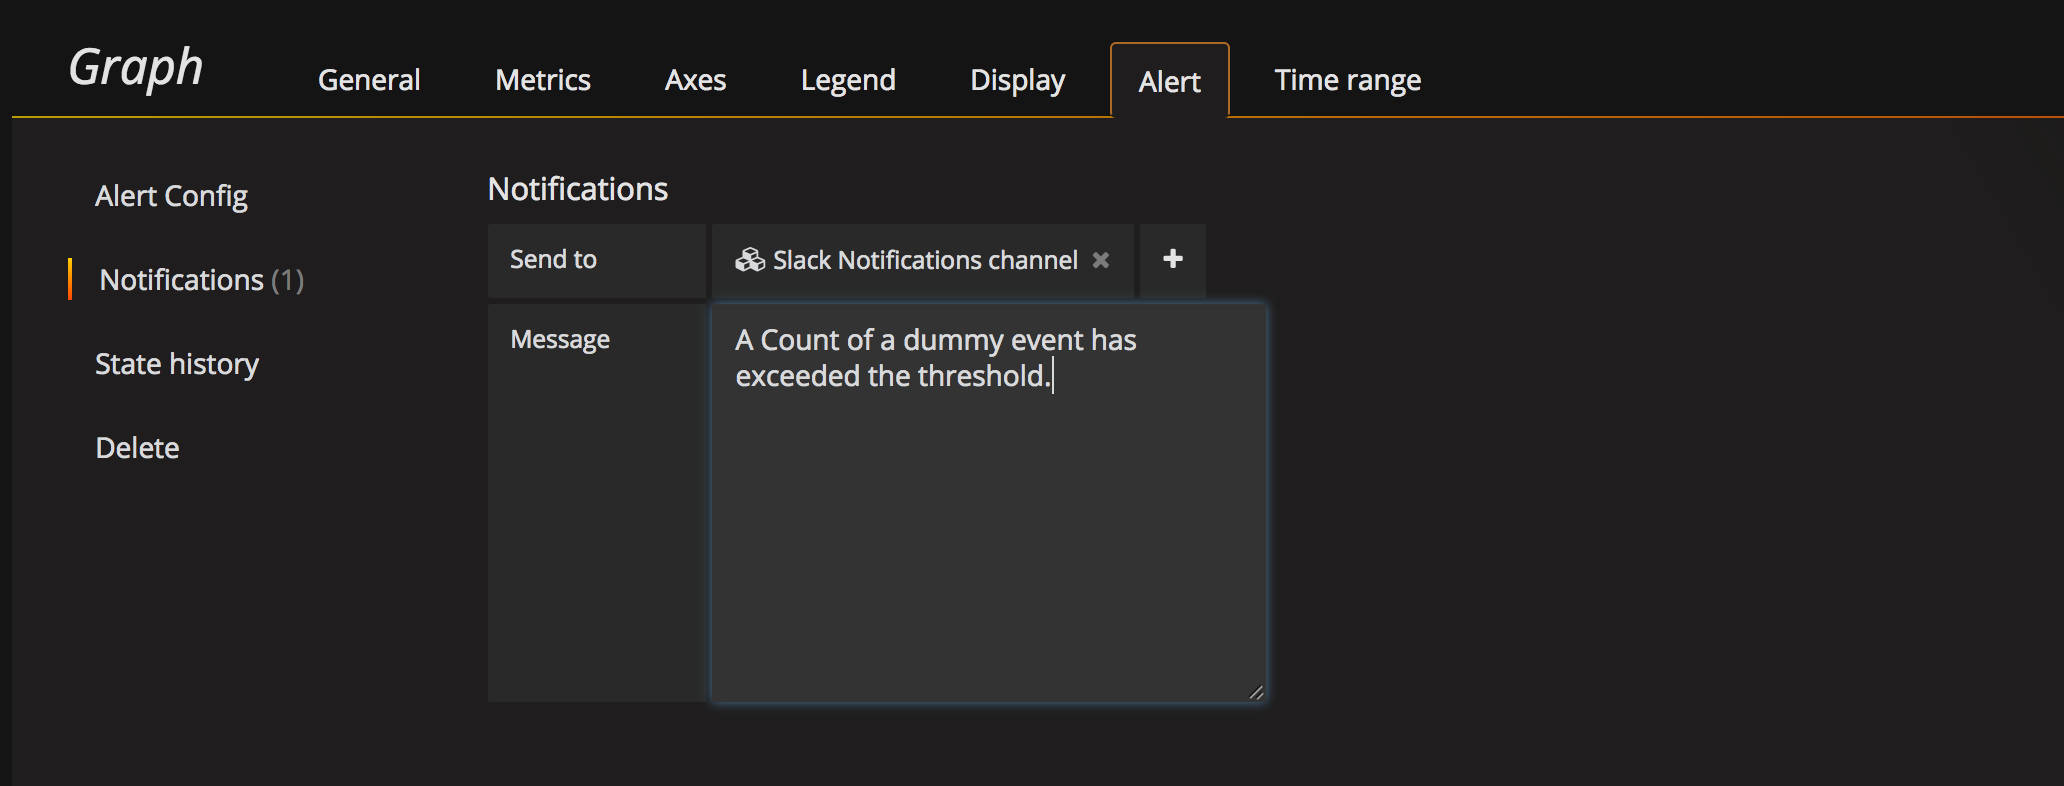 Graph
General
Metrics
Axes
Legend
Display
Alert
Time range
Alert Config
Notifications (1)
State history
Delete
Notifications
Send to
Slack Notifications channel
Message
A Count of a dummy event has
exceeded the threshold.